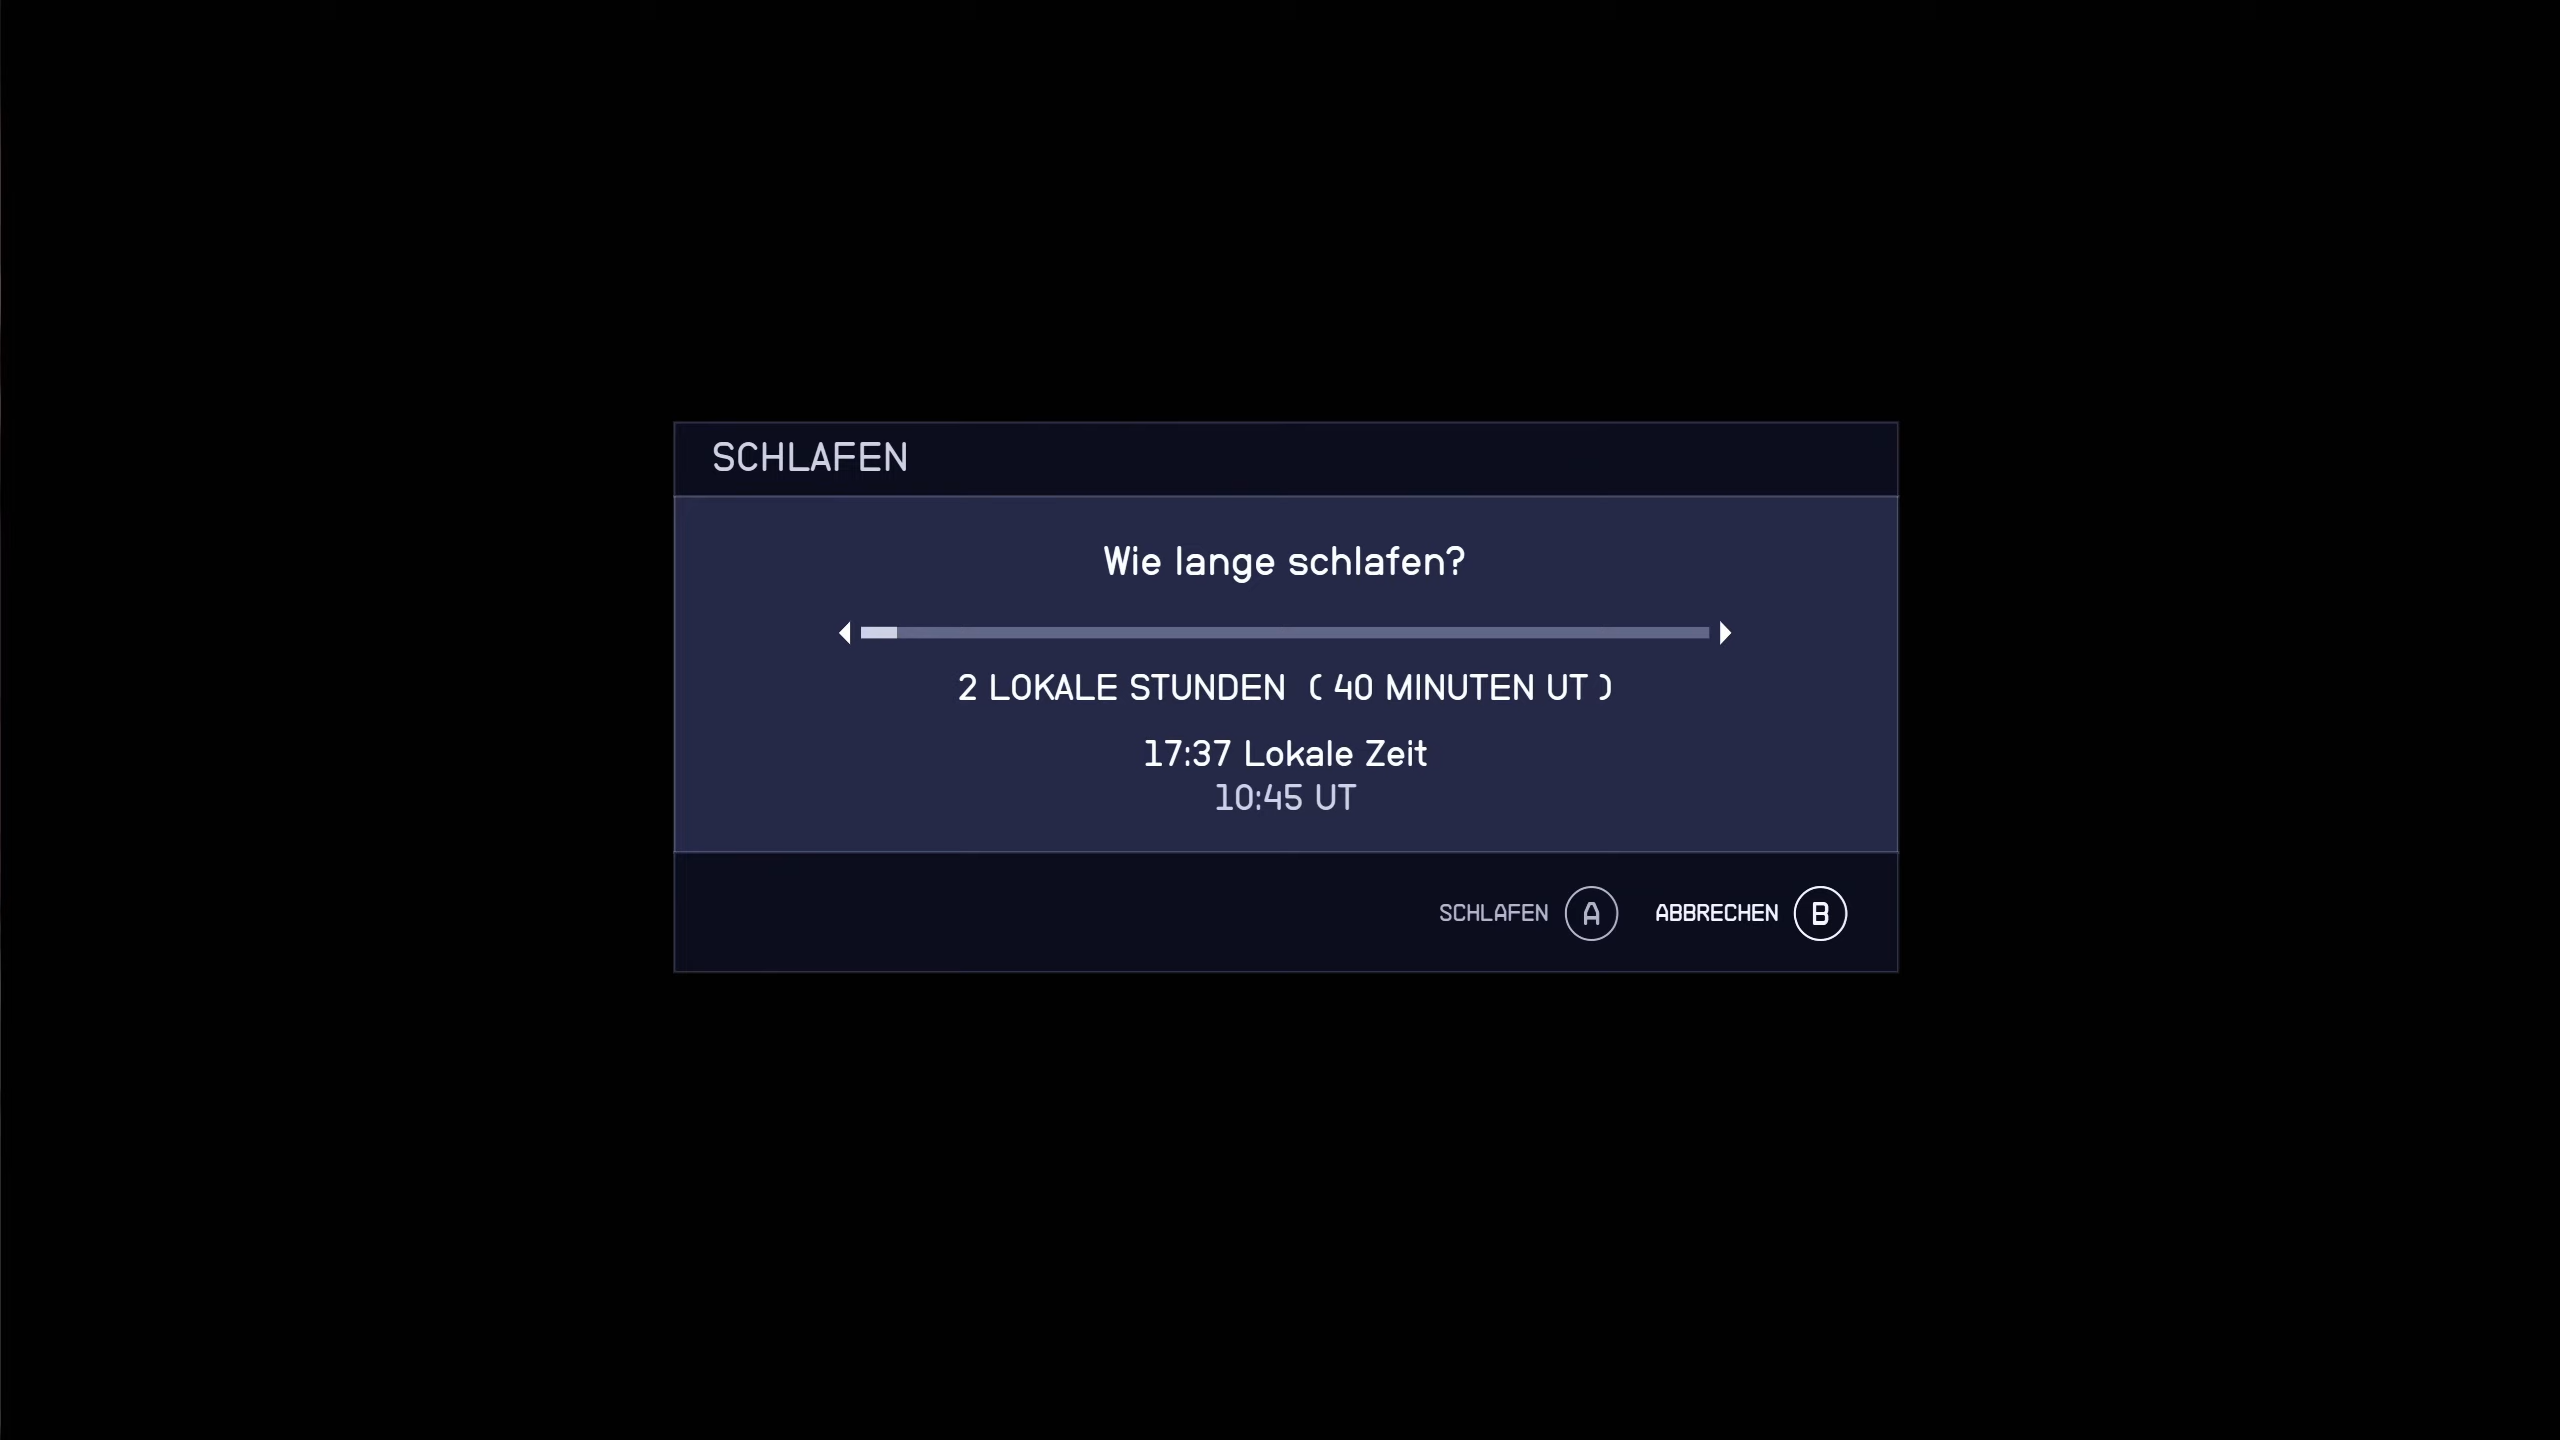 SCHLAFEN
Wie lange schlafen?
2 LOKALE STUNDEN ( 40 MINUTEN UT )
17:37 Lokale Zeit
10:45 UT
SCHLAFEN A ABBRECHEN B